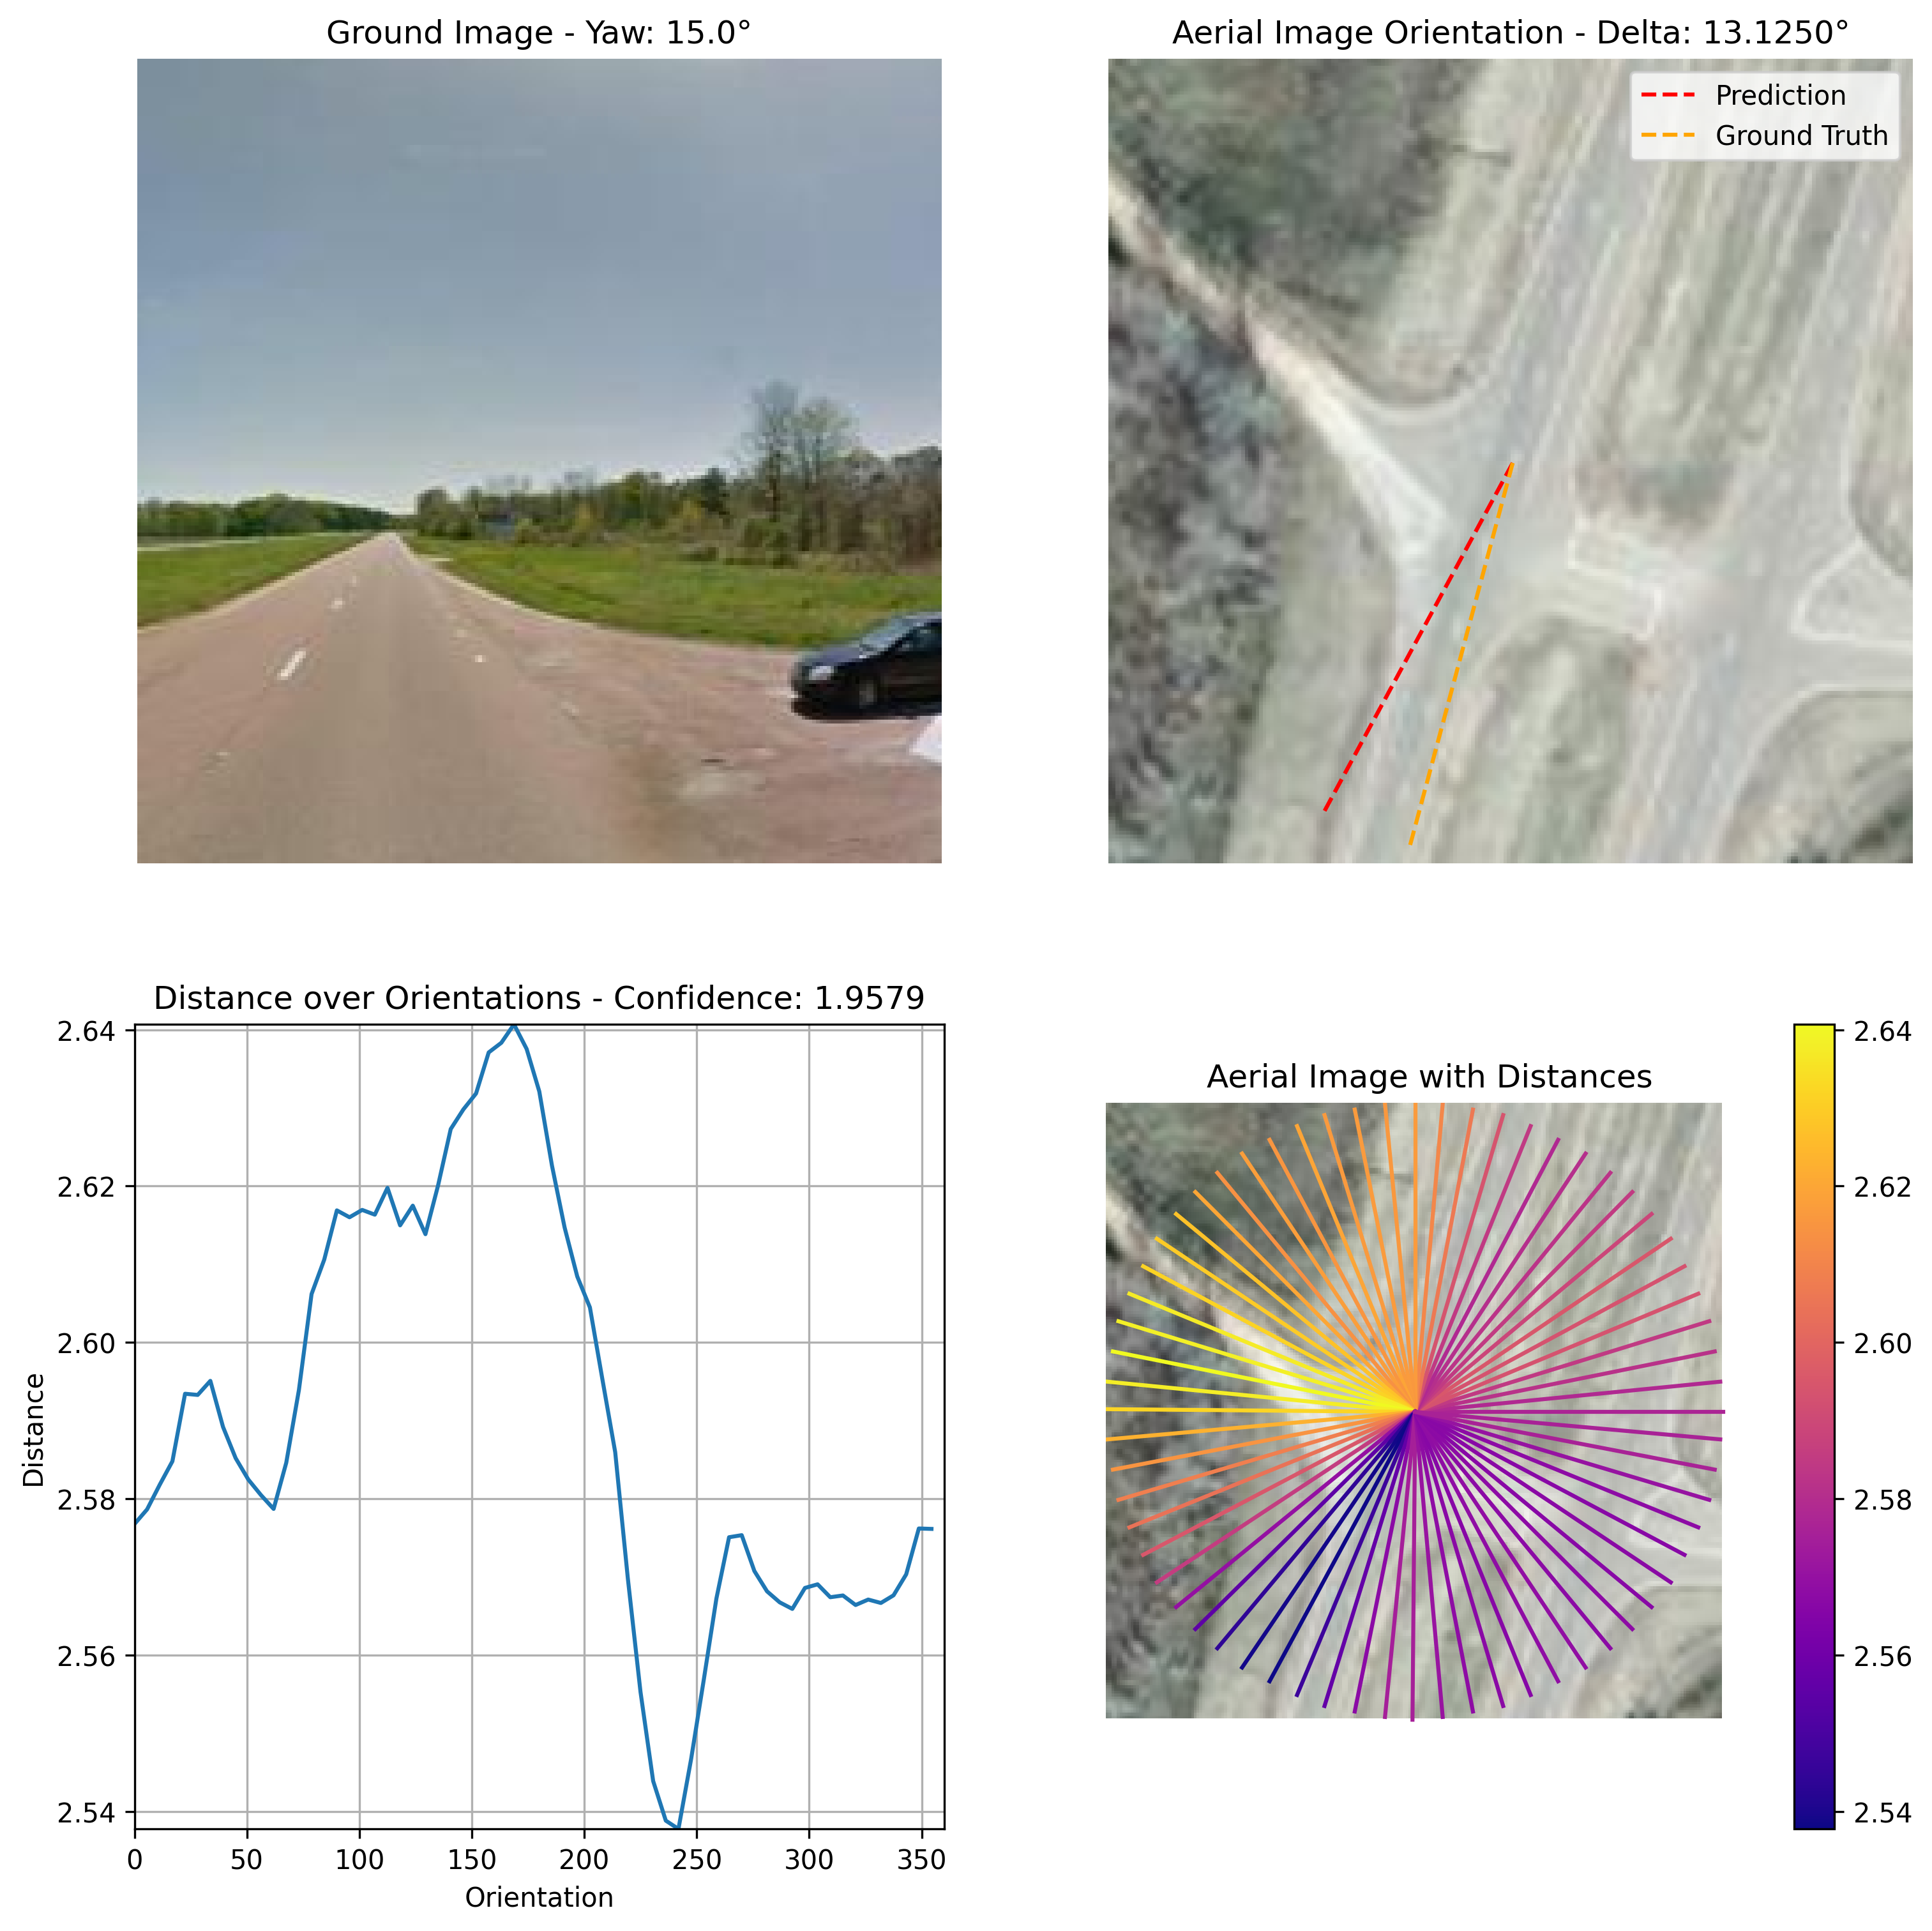 Ground Image - Yaw: 15.0°
Aerial Image Orientation - Delta: 13.1250°
Prediction
Ground Truth
Distance over Orientations - Confidence: 1.9579
2.64
2.62
2.60
2.58
2.56
2.54
Distance
0 50 100 150 200 250 300 350
Orientation
Aerial Image with Distances
2.64
2.62
2.60
2.58
2.56
2.54